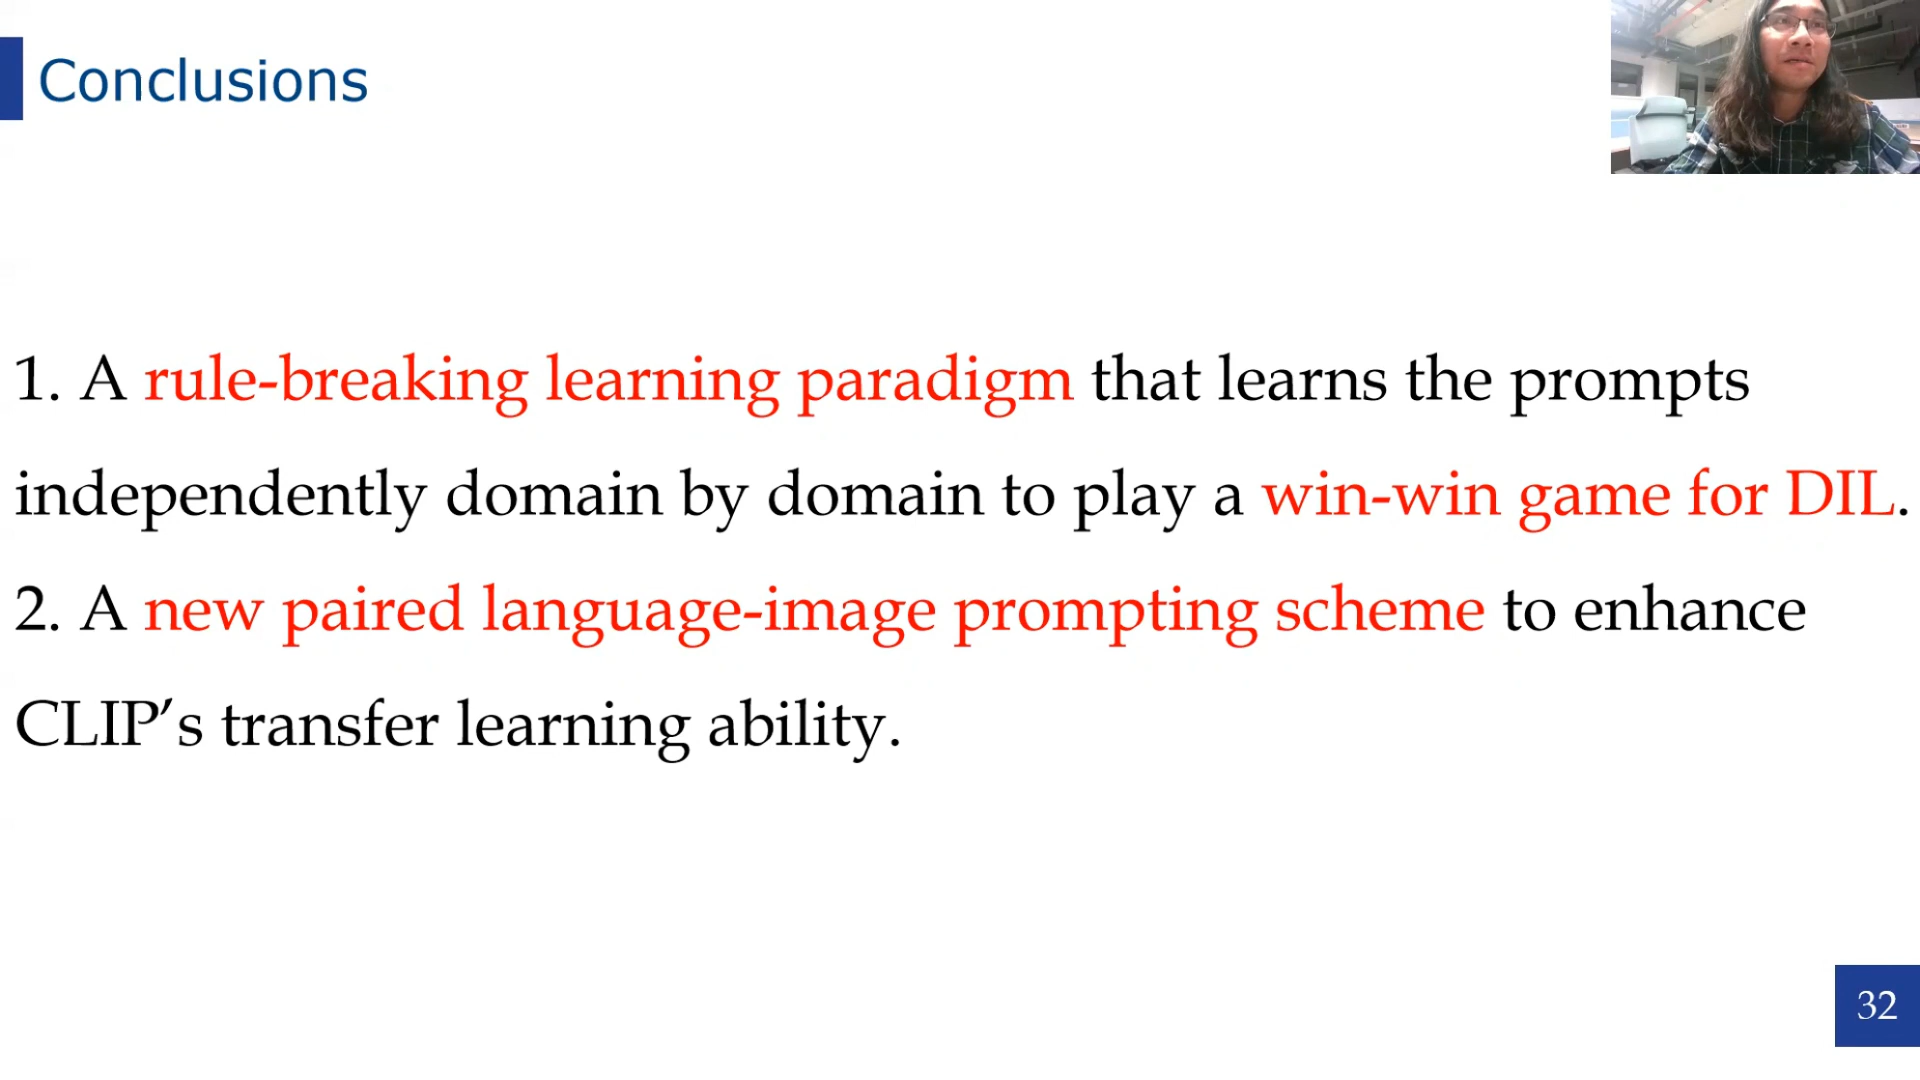 Conclusions
1. A rule-breaking learning paradigm that learns the prompts
independently domain by domain to play a win-win game for DIL.
2. A new paired language-image prompting scheme to enhance
CLIP’s transfer learning ability.
32